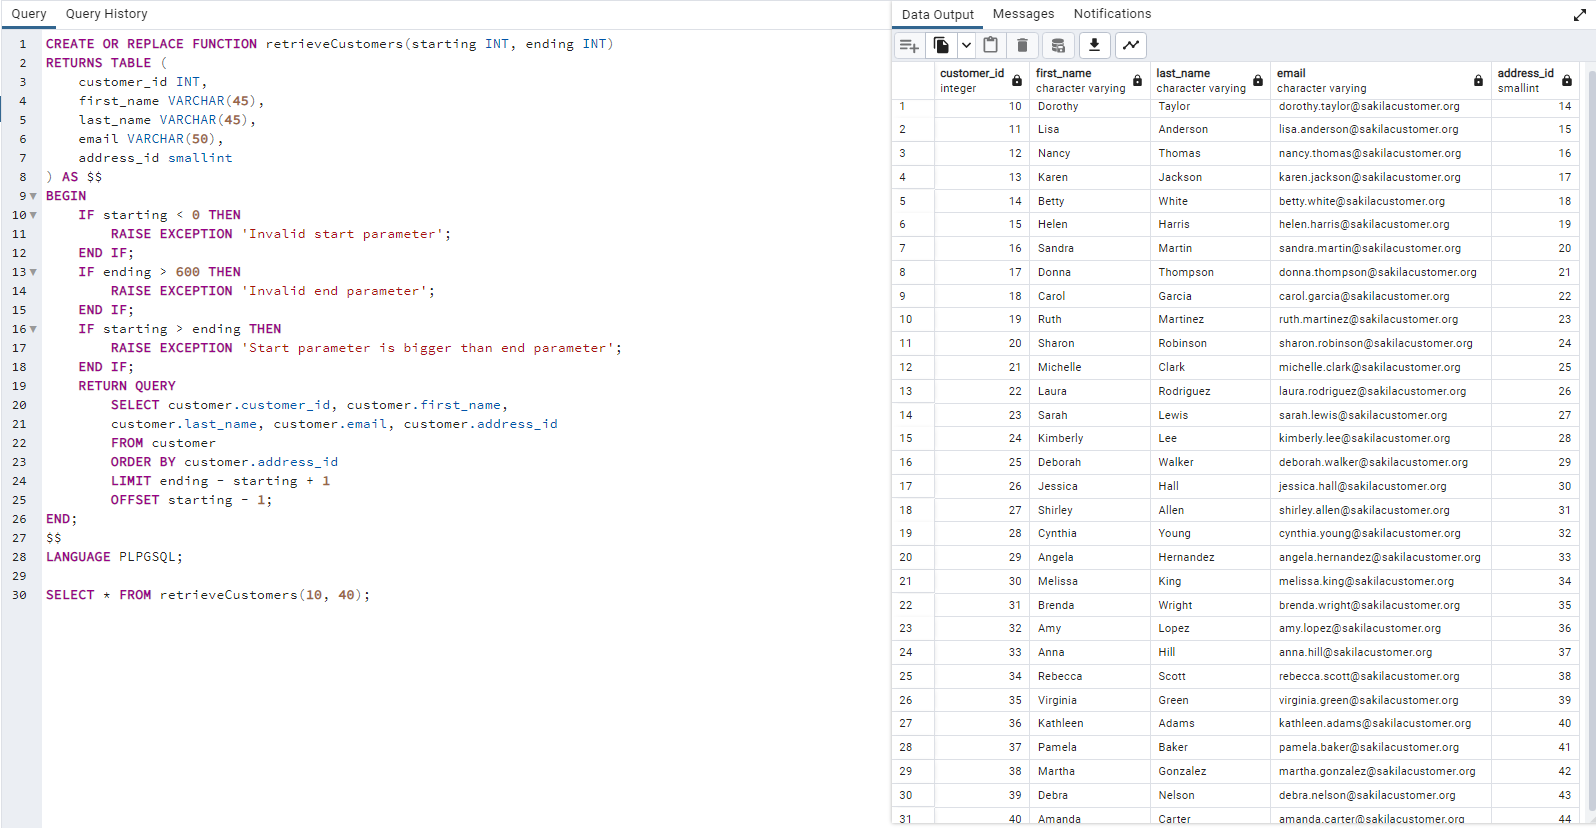 Query Query History
1 CREATE OR REPLACE FUNCTION retrieveCustomers(starting INT, ending INT)
2 RETURNS TABLE (
3 customer_id INT,
4 first_name VARCHAR(45),
5 last_name VARCHAR(45),
6 email VARCHAR(50),
7 address_id smallint
8 ) AS $$
9 BEGIN
10 IF starting < 0 THEN
11 RAISE EXCEPTION 'Invalid start parameter';
12 END IF;
13 IF ending > 600 THEN
14 RAISE EXCEPTION 'Invalid end parameter';
15 END IF;
16 IF starting > ending THEN
17 RAISE EXCEPTION 'Start parameter is bigger than end parameter';
18 END IF;
19 RETURN QUERY
20 SELECT customer.customer_id, customer.first_name,
21 customer.last_name, customer.email, customer.address_id
22 FROM customer
23 ORDER BY customer.address_id
24 LIMIT ending - starting + 1
25 OFFSET starting - 1;
26 END;
27 $$
28 LANGUAGE PLPGSQL;
29
30 SELECT * FROM retrieveCustomers(10, 40);
Data Output Messages Notifications
customer_id first_name last_name email address_id
integer character varying character varying character varying smallint
1 10 Dorothy Taylor dorothy.taylor@sakilacustomer.org 14
2 11 Lisa Anderson lisa.anderson@sakilacustomer.org 15
3 12 Nancy Thomas nancy.thomas@sakilacustomer.org 16
4 13 Karen Jackson karen.jackson@sakilacustomer.org 17
5 14 Betty White betty.white@sakilacustomer.org 18
6 15 Helen Harris helen.harris@sakilacustomer.org 19
7 16 Sandra Martin sandra.martin@sakilacustomer.org 20
8 17 Donna Thompson donna.thompson@sakilacustomer.org 21
9 18 Carol Garcia carol.garcia@sakilacustomer.org 22
10 19 Ruth Martinez ruth.martinez@sakilacustomer.org 23
11 20 Sharon Robinson sharon.robinson@sakilacustomer.org 24
12 21 Michelle Clark michelle.clark@sakilacustomer.org 25
13 22 Laura Rodriguez laura.rodriguez@sakilacustomer.org 26
14 23 Sarah Lewis sarah.lewis@sakilacustomer.org 27
15 24 Kimberly Lee kimberly.lee@sakilacustomer.org 28
16 25 Deborah Walker deborah.walker@sakilacustomer.org 29
17 26 Jessica Hall jessica.hall@sakilacustomer.org 30
18 27 Shirley Allen shirley.allen@sakilacustomer.org 31
19 28 Cynthia Young cynthia.young@sakilacustomer.org 32
20 29 Angela Hernandez angela.hernandez@sakilacustomer.org 33
21 30 Melissa King melissa.king@sakilacustomer.org 34
22 31 Brenda Wright brenda.wright@sakilacustomer.org 35
23 32 Amy Lopez amy.lopez@sakilacustomer.org 36
24 33 Anna Hill anna.hill@sakilacustomer.org 37
25 34 Rebecca Scott rebecca.scott@sakilacustomer.org 38
26 35 Virginia Green virginia.green@sakilacustomer.org 39
27 36 Kathleen Adams kathleen.adams@sakilacustomer.org 40
28 37 Pamela Baker pamela.baker@sakilacustomer.org 41
29 38 Martha Gonzalez martha.gonzalez@sakilacustomer.org 42
30 39 Debra Nelson debra.nelson@sakilacustomer.org 43
31 40 Amanda Carter amanda.carter@sakilacustomer.org 44